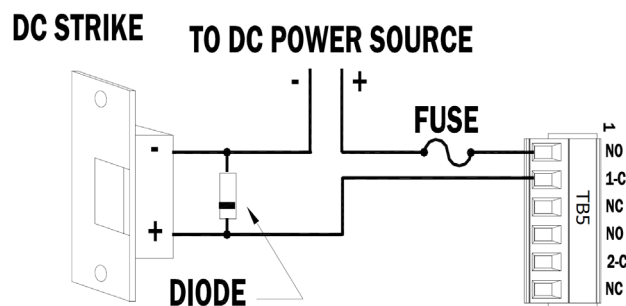 DC STRIKE
TO DC POWER SOURCE
- +
FUSE
1
NO
- 1-C
TB5
NC
+ NO
2-C
DIODE NC